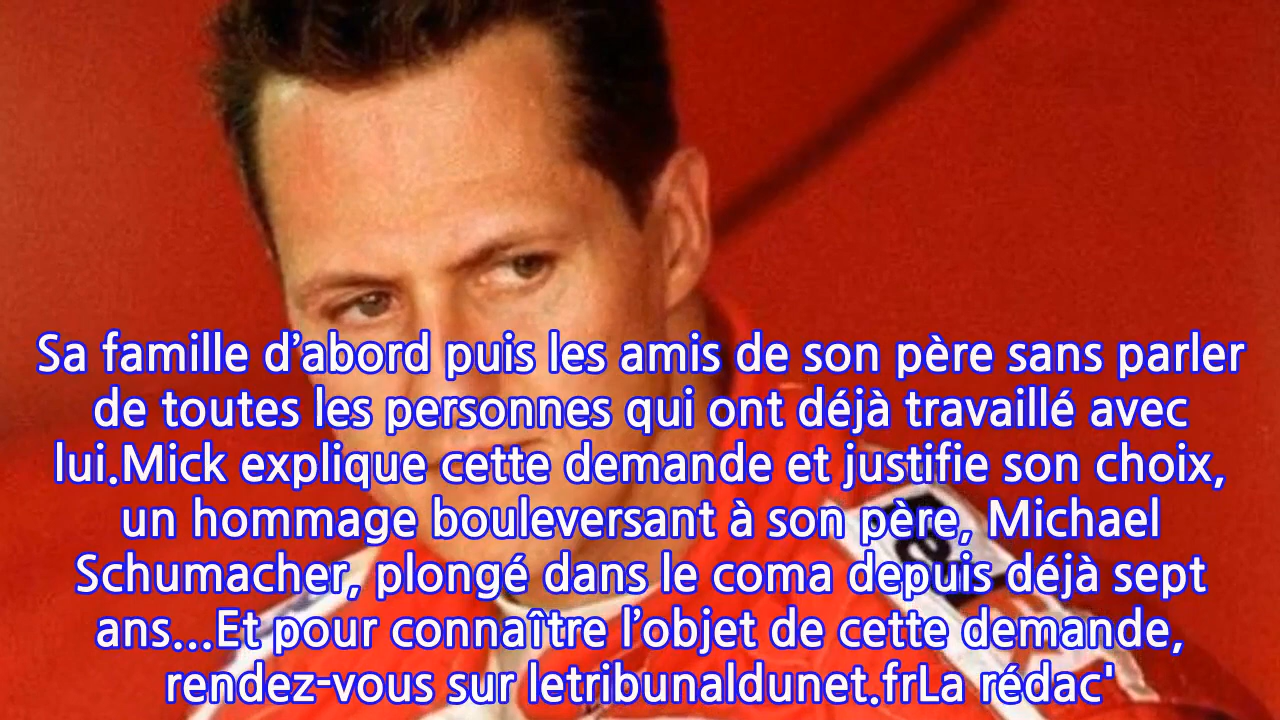 Sa famille d’abord puis les amis de son père sans parler
de toutes les personnes qui ont déjà travaillé avec
lui.Mick explique cette demande et justifie son choix,
un hommage bouleversant à son père, Michael
Schumacher, plongé dans le coma depuis déjà sept
ans...Et pour connaître l’objet de cette demande,
rendez-vous sur letribunaldunet.frLa rédac'